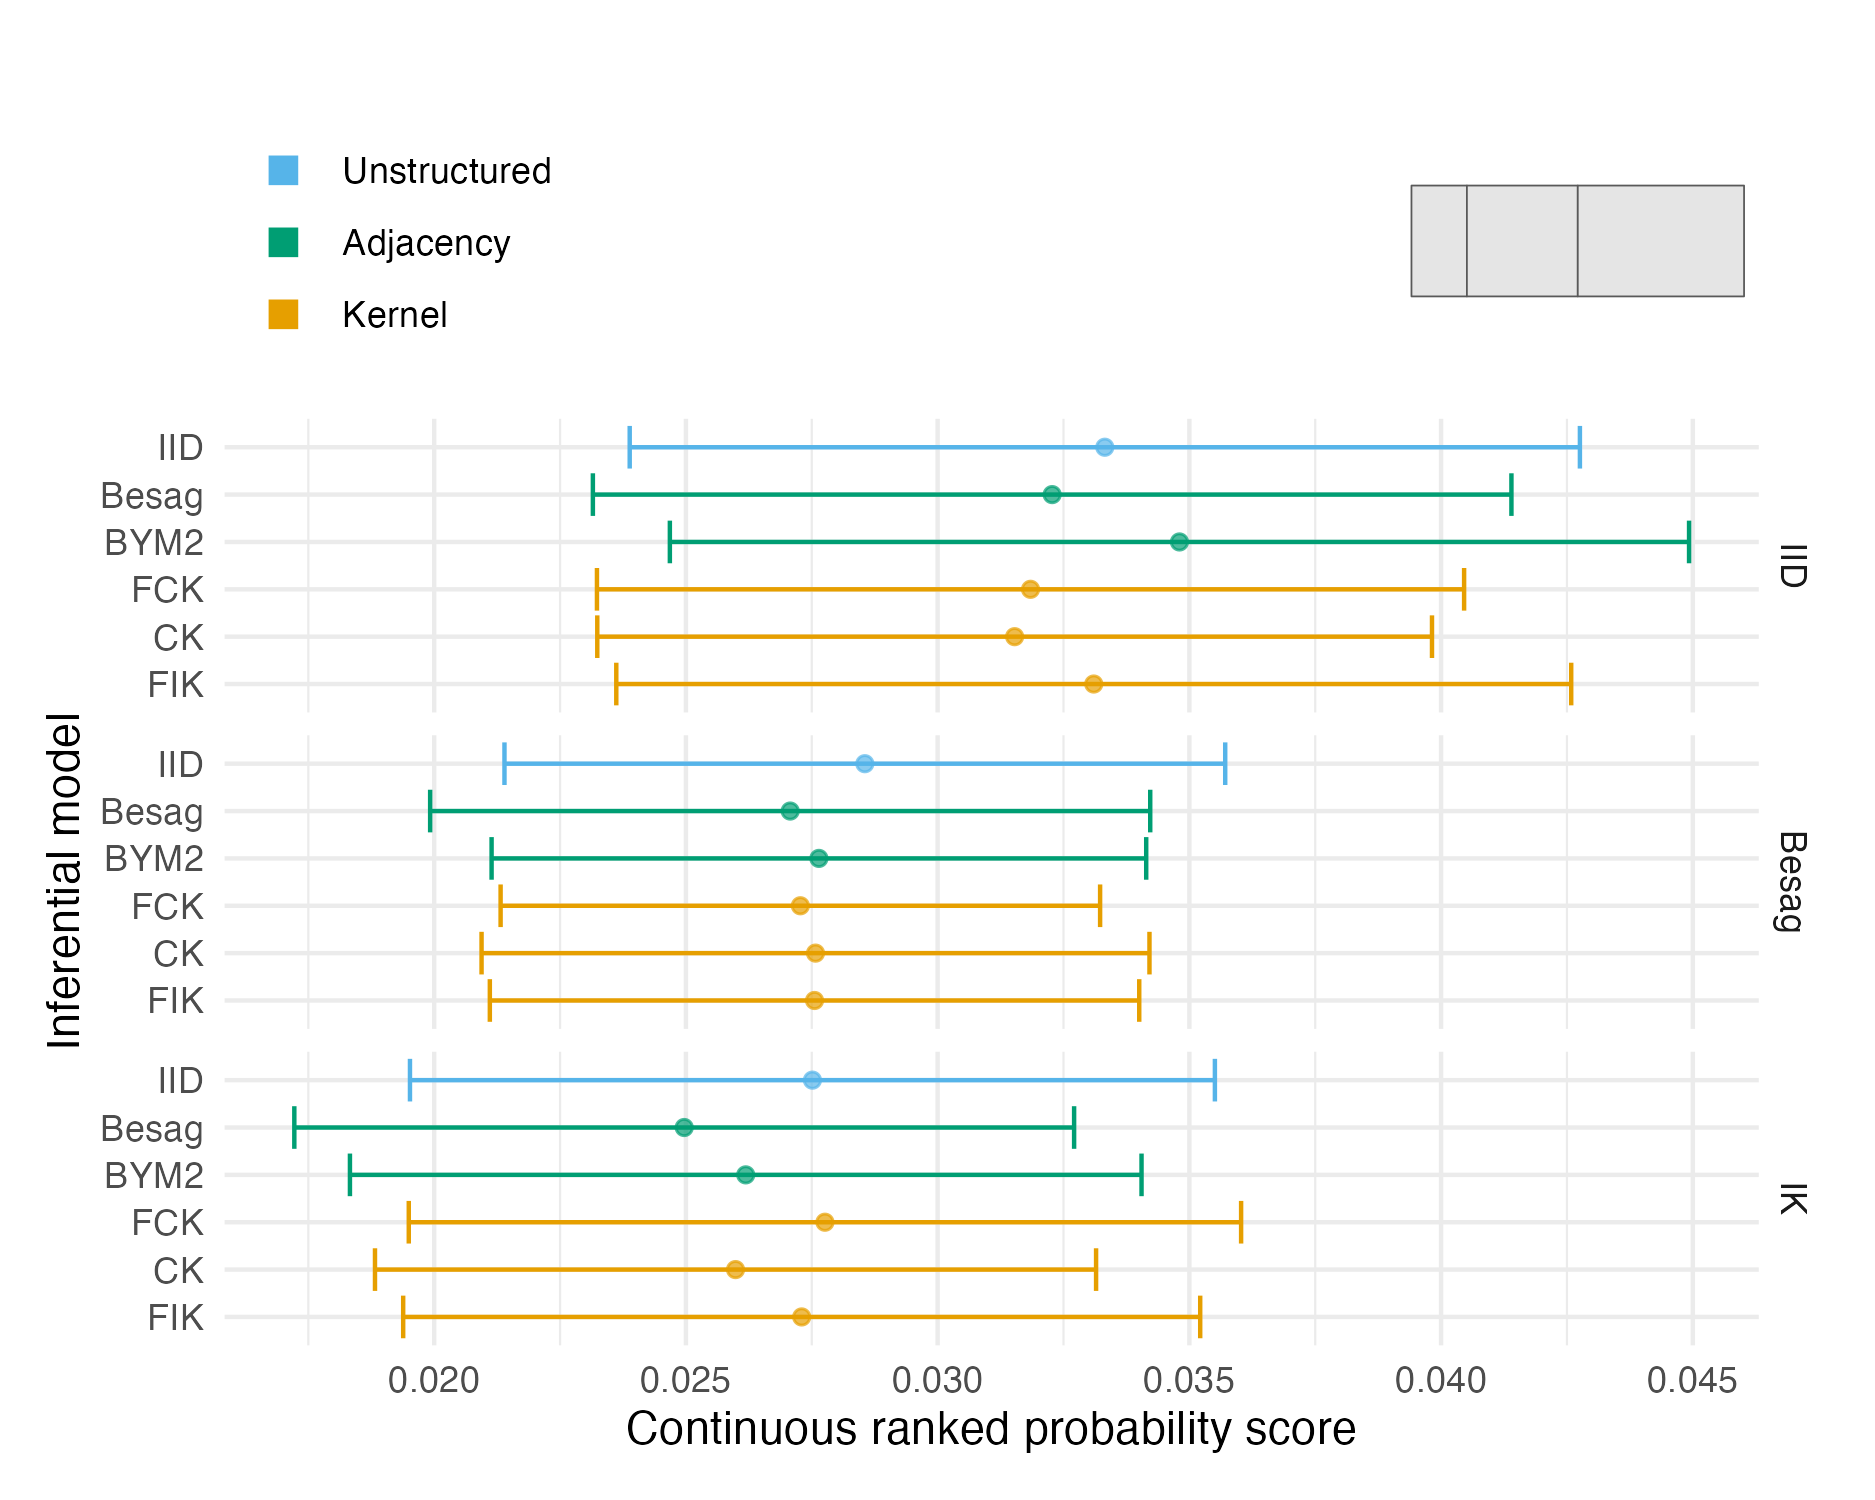 Unstructured
Adjacency
Kernel
IID
Besag
BYM2
FCK
CK
FIK
IID
IID
Besag
BYM2
FCK
CK
FIK
Besag
IID
Besag
BYM2
FCK
CK
FIK
IK
Inferential model
0.020 0.025 0.030 0.035 0.040 0.045
Continuous ranked probability score